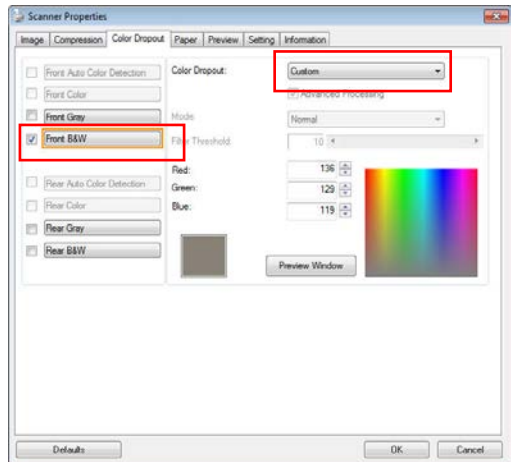 Scanner Properties
Image Compression Color Dropout Paper Preview Setting Information
Front Auto Color Detection
Front Color
Front Gray
Front B&W
Rear Auto Color Detection
Rear Color
Rear Gray
Rear B&W
Color Dropout: Custom
Advanced Processing
Mode: Normal
Filter Threshold: 10
Red: 136
Green: 129
Blue: 119
Preview Window
Defaults OK Cancel